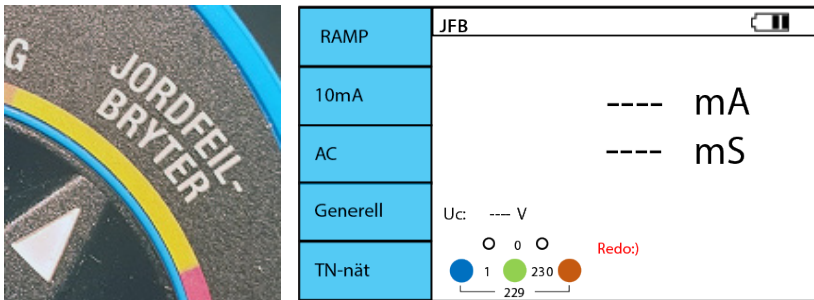 G
JORDFEIL-
BRYTER
RAMP
JFB
10mA
---- mA
AC
---- mS
Generell
Uc: ---- V
0
Redo:)
TN-nät
1
230
229